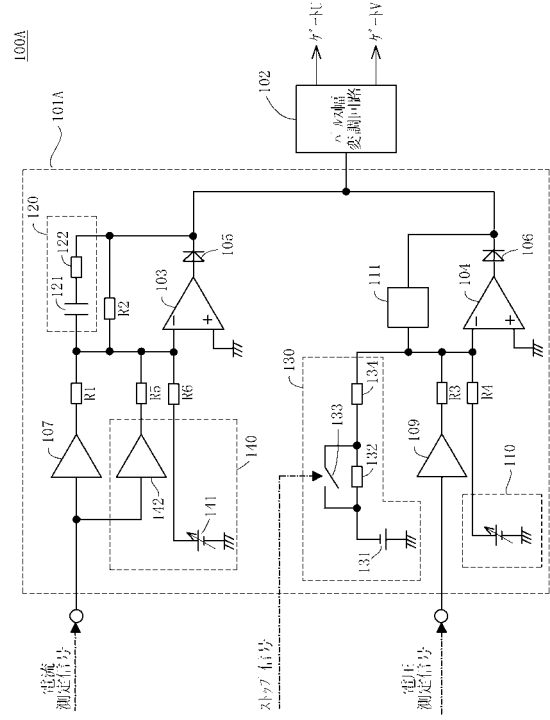 100A
101A
102
パルス幅
変調回路
ゲートU
ゲートV
120
121
122
R2
105
103
−
+
107
R1
R5
R6
142
141
140
130
111
106
104
−
+
134
133
132
131
109
R3
R4
110
電流
測定信号
ストップ信号
電圧
測定信号